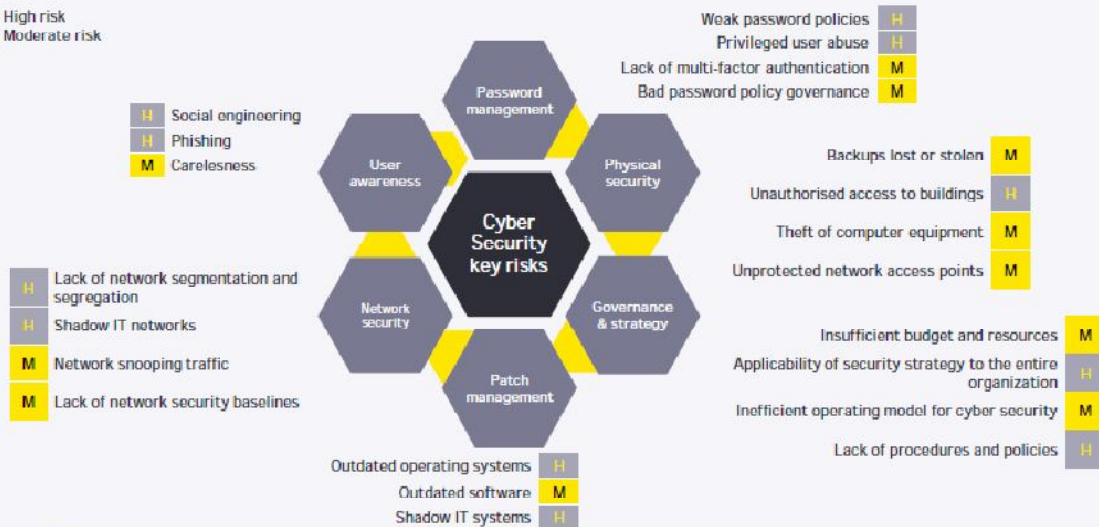 High risk
Moderate risk
Weak password policies H
Privileged user abuse H
Lack of multi-factor authentication M
Bad password policy governance M
Password
management
H Social engineering
H Phishing
M Carelesness
User
awareness
Physical
security
Backups lost or stolen M
Unauthorised access to buildings H
Theft of computer equipment M
Unprotected network access points M
Cyber
Security
key risks
H Lack of network segmentation and
segregation
H Shadow IT networks
M Network snooping traffic
M Lack of network security baselines
Network
security
Governance
& strategy
Insufficient budget and resources M
Applicability of security strategy to the entire
organization H
Inefficient operating model for cyber security M
Lack of procedures and policies H
Patch
management
Outdated operating systems H
Outdated software M
Shadow IT systems H